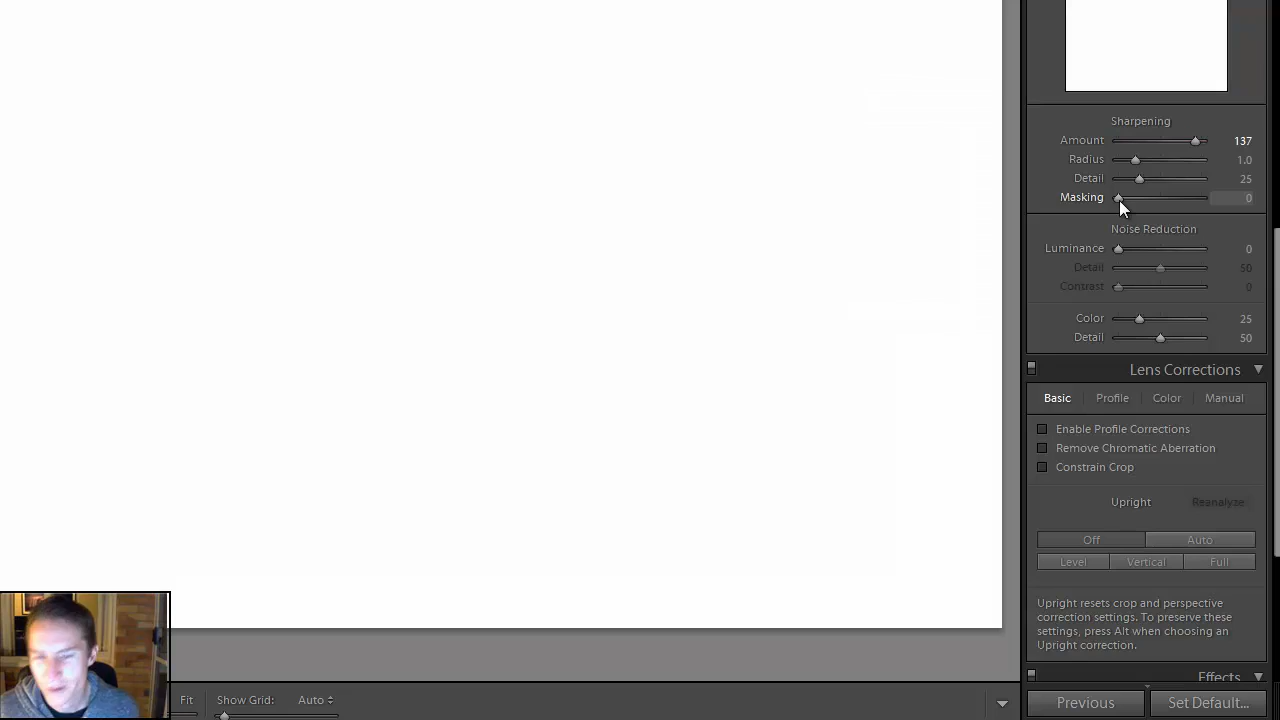 Sharpening
Amount 137
Radius 1.0
Detail 25
Masking 0
Noise Reduction
Luminance 0
Detail 50
Contrast 0
Color 25
Detail 50
Lens Corrections
Basic Profile Color Manual
Enable Profile Corrections
Remove Chromatic Aberration
Constrain Crop
Upright Reanalyze
Off Auto
Level Vertical Full
Upright resets crop and perspective
correction settings. To preserve these
settings, press Alt when choosing an
Upright correction.
Effects
Fit Show Grid: Auto
Previous Set Default...